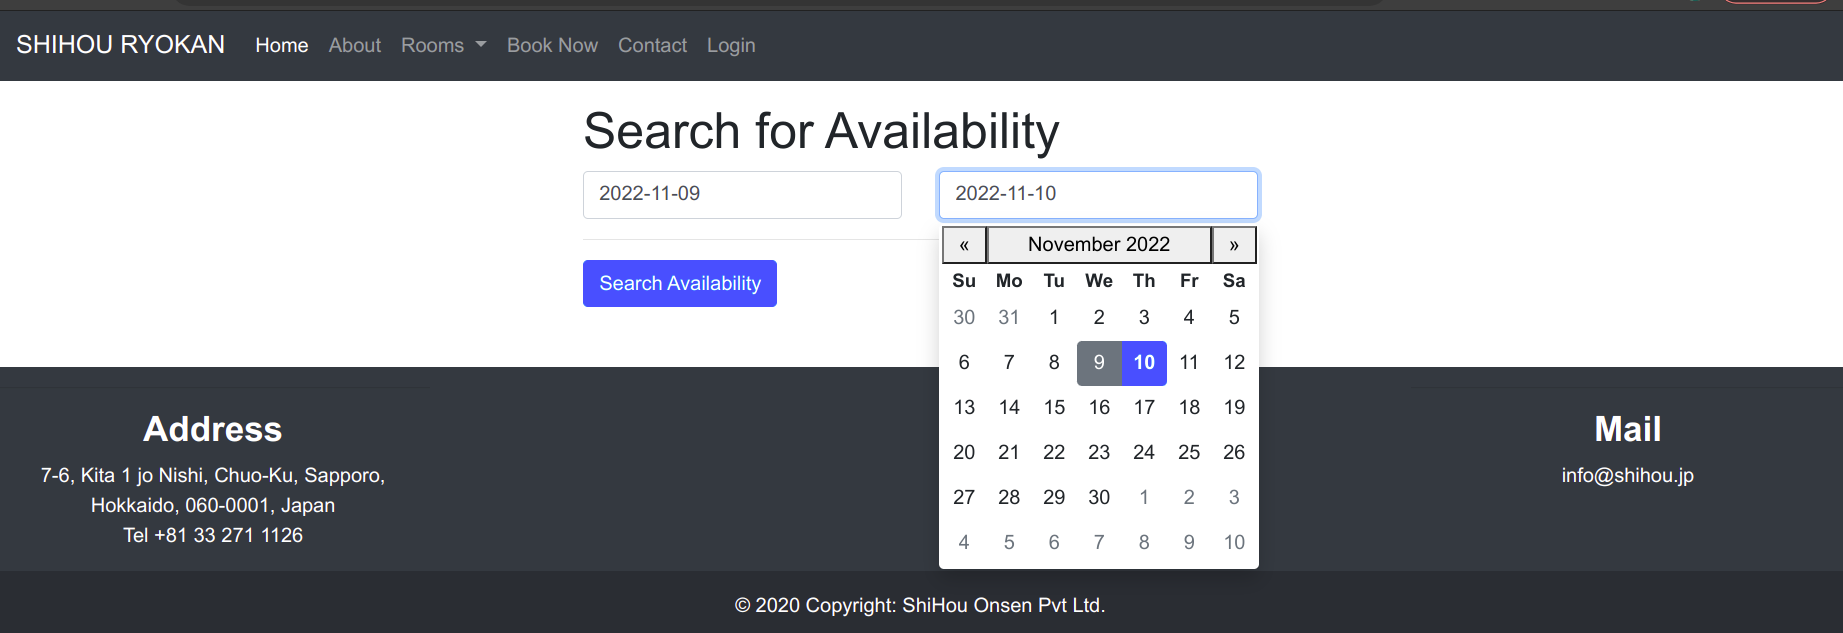 SHIHOU RYOKAN Home About Rooms Book Now Contact Login
Search for Availability
2022-11-09 2022-11-10
Search Availability
« November 2022 »
Su Mo Tu We Th Fr Sa
30 31 1 2 3 4 5
6 7 8 9 10 11 12
13 14 15 16 17 18 19
20 21 22 23 24 25 26
27 28 29 30 1 2 3
4 5 6 7 8 9 10
Address
7-6, Kita 1 jo Nishi, Chuo-Ku, Sapporo,
Hokkaido, 060-0001, Japan
Tel +81 33 271 1126
Mail
info@shihou.jp
© 2020 Copyright: ShiHou Onsen Pvt Ltd.